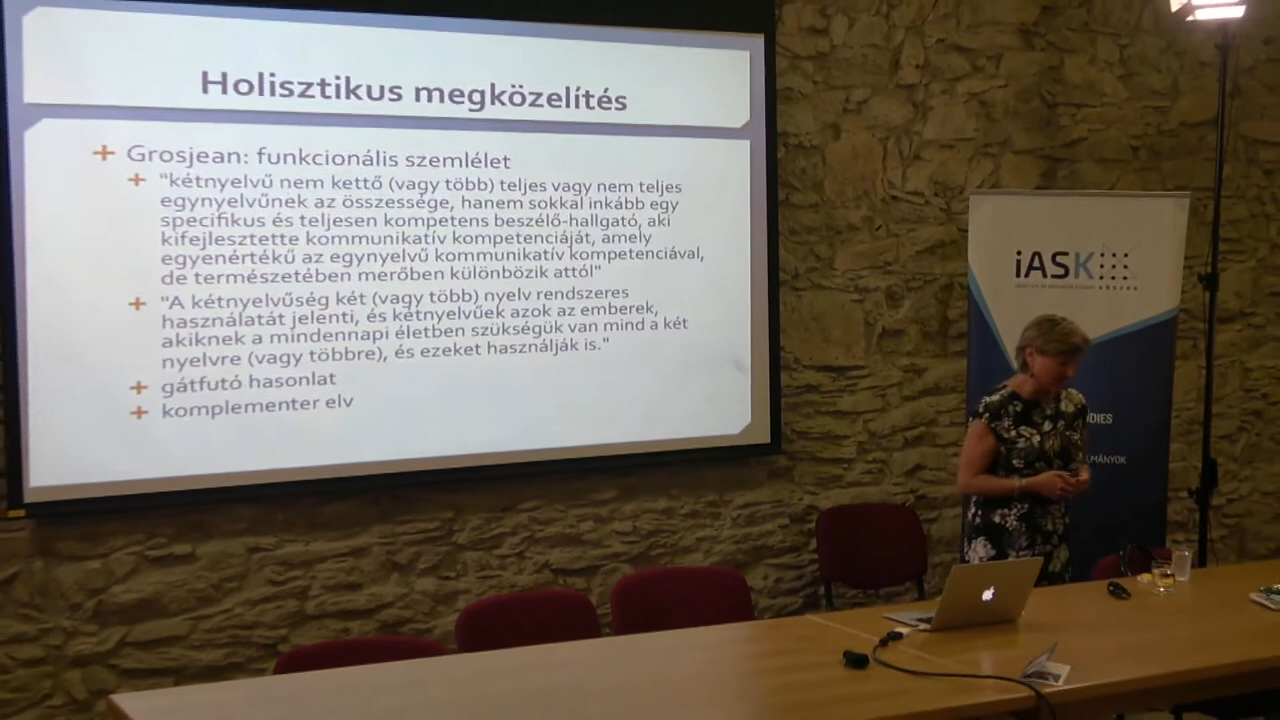 Holisztikus megközelítés
Grosjean: funkcionális szemlélet
"kétnyelvű nem kettő (vagy több) teljes vagy nem teljes
egynyelvűnek az összessége, hanem sokkal inkább egy
specifikus és teljesen kompetens beszélő-hallgató, aki
kifejlesztette kommunikatív kompetenciáját, amely
egyenértékű az egynyelvű kommunikatív kompetenciával,
de természetében merőben különbözik attól"
"A kétnyelvűség két (vagy több) nyelv rendszeres
használatát jelenti, és kétnyelvűek azok az emberek,
akiknek a mindennapi életben szükségük van mind a két
nyelvre (vagy többre), és ezeket használják is."
gátfutó hasonlat
komplementer elv
iASK
KŐSZEG
DIES
LMÁNYOK